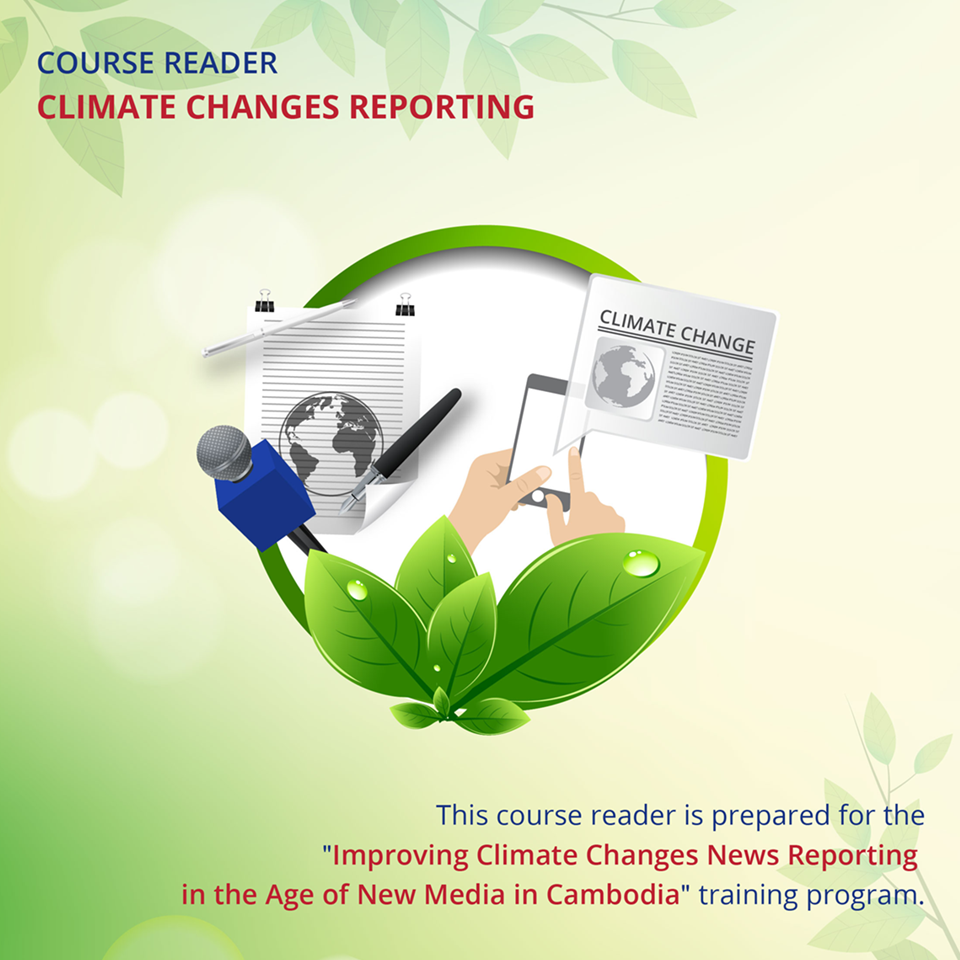 COURSE READER
CLIMATE CHANGES REPORTING
CLIMATE CHANGE
This course reader is prepared for the
"Improving Climate Changes News Reporting
in the Age of New Media in Cambodia" training program.